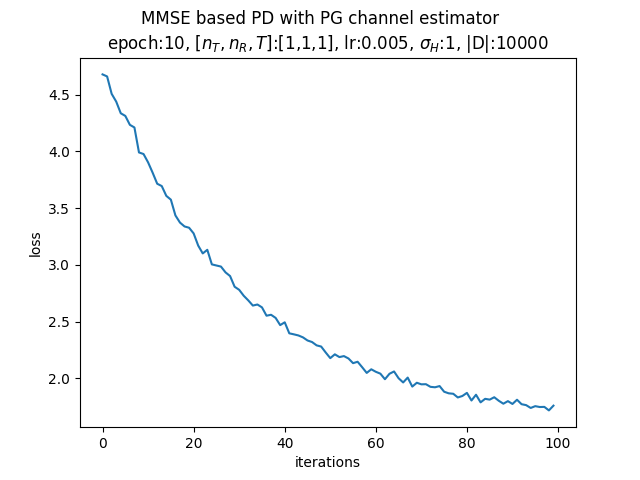 MMSE based PD with PG channel estimator
epoch:10, [n_T, n_R, T]:[1,1,1], lr:0.005, σ_H:1, |D|:10000
4.5
4.0
3.5
3.0
2.5
2.0
loss
0 20 40 60 80 100
iterations